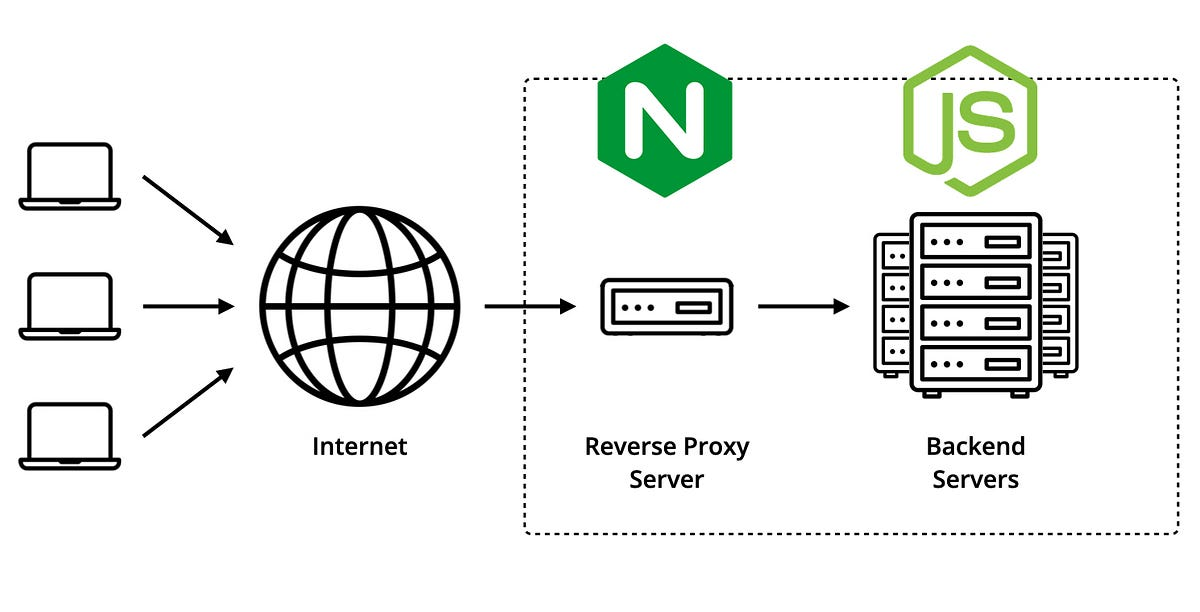 N
JS
Internet
Reverse Proxy
Server
Backend
Servers